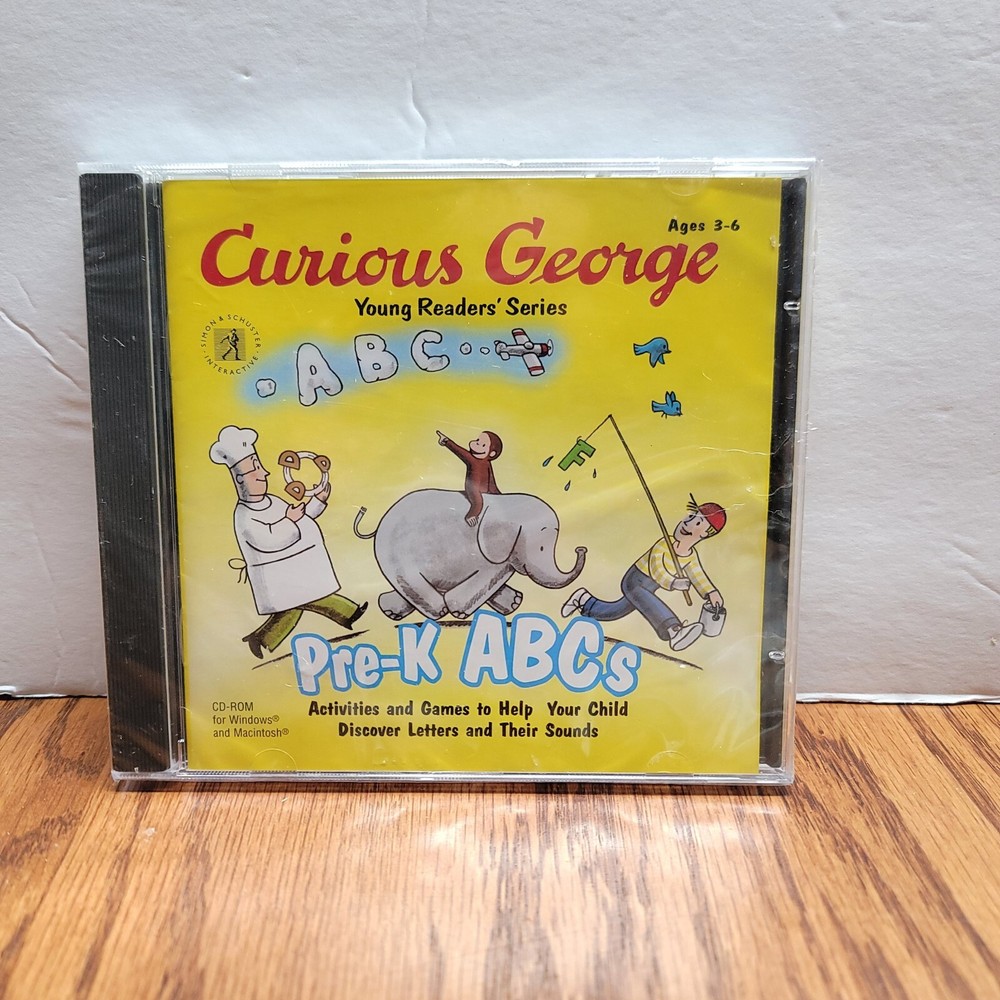 Ages 3-6
Curious George
Young Readers' Series
SIMON & SCHUSTER
· INTERACTIVE ·
ABC
F
Pre-K ABCs
CD-ROM
for Windows®
and Macintosh®
Activities and Games to Help Your Child
Discover Letters and Their Sounds